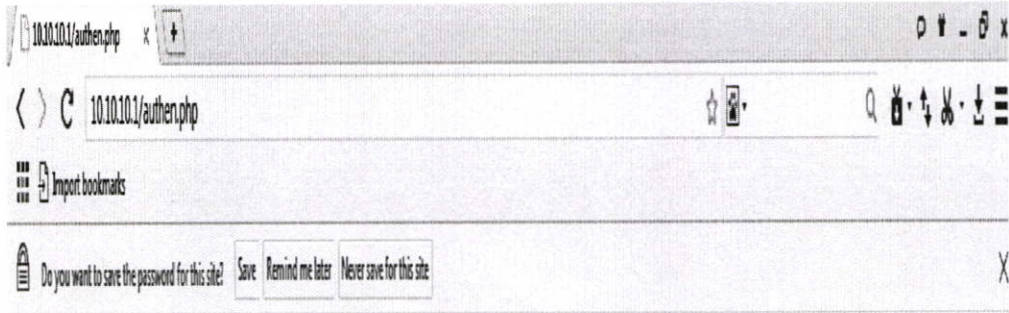 10.10.10.1/authen.php x +
10.10.10.1/authen.php
Import bookmarks
Do you want to save the password for this site? Save Remind me later Never save for this site X